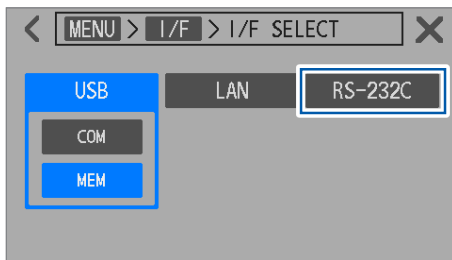 MENU > I/F > I/F SELECT
USB LAN RS-232C
COM
MEM